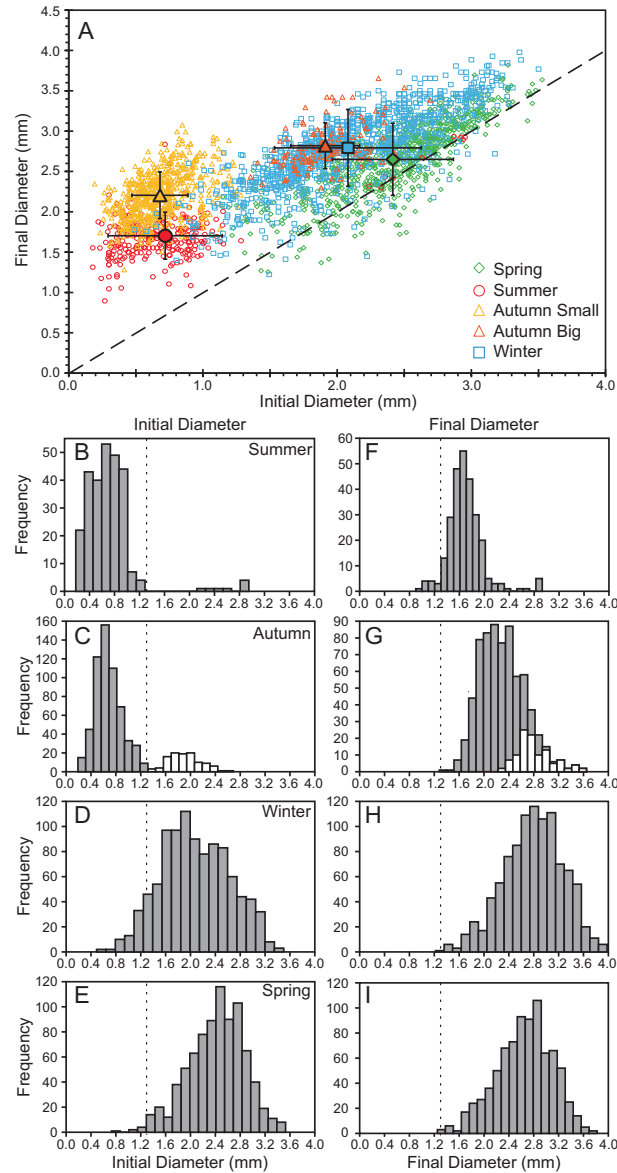 A
4.5
4.0
3.5
3.0
2.5
2.0
1.5
1.0
0.5
0.0
Final Diameter (mm)
Spring
Summer
Autumn Small
Autumn Big
Winter
0.0 1.0 2.0 3.0 4.0
Initial Diameter (mm)
Initial Diameter Final Diameter
B Summer
50
40
30
20
10
0
Frequency
0.0 0.4 0.8 1.2 1.6 2.0 2.4 2.8 3.2 3.6 4.0
F
60
50
40
30
20
10
0
0.0 0.4 0.8 1.2 1.6 2.0 2.4 2.8 3.2 3.6 4.0
C Autumn
160
140
120
100
80
60
40
20
0
Frequency
0.0 0.4 0.8 1.2 1.6 2.0 2.4 2.8 3.2 3.6 4.0
G
90
70
50
30
10
0
0.0 0.4 0.8 1.2 1.6 2.0 2.4 2.8 3.2 3.6 4.0
D Winter
120
100
80
60
40
20
0
Frequency
0.0 0.4 0.8 1.2 1.6 2.0 2.4 2.8 3.2 3.6 4.0
H
120
100
80
60
40
20
0
0.0 0.4 0.8 1.2 1.6 2.0 2.4 2.8 3.2 3.6 4.0
E Spring
120
100
80
60
40
20
0
Frequency
0.0 0.4 0.8 1.2 1.6 2.0 2.4 2.8 3.2 3.6 4.0
Initial Diameter (mm)
I
120
100
80
60
40
20
0
0.0 0.4 0.8 1.2 1.6 2.0 2.4 2.8 3.2 3.6 4.0
Final Diameter (mm)